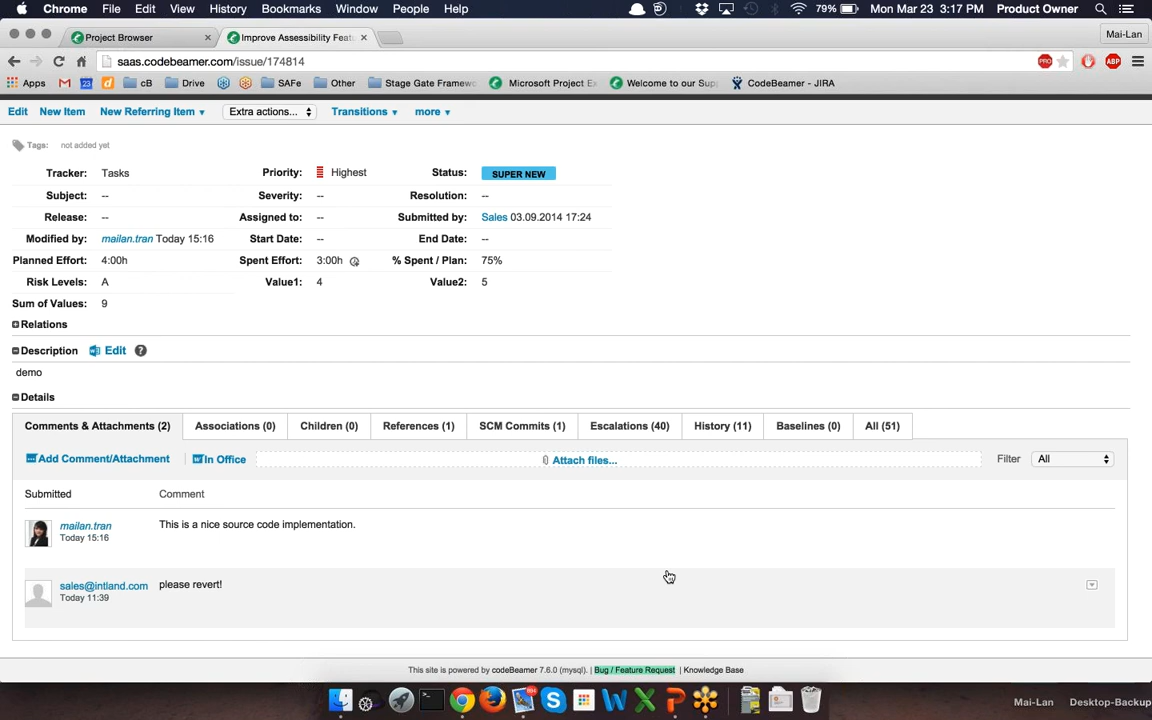 Chrome File Edit View History Bookmarks Window People Help 79% Mon Mar 23 3:17 PM Product Owner
Project Browser × Improve Assessibility Feat × Mai-Lan
saas.codebeamer.com/issue/174814 PRO ABP
Apps 23 cB Drive SAFe Other Stage Gate Framew Microsoft Project Ex Welcome to our Sup CodeBeamer - JIRA
Edit New Item New Referring Item Extra actions... Transitions more
Tags: not added yet
Tracker: Tasks Priority: Highest Status: SUPER NEW
Subject: -- Severity: -- Resolution: --
Release: -- Assigned to: -- Submitted by: Sales 03.09.2014 17:24
Modified by: mailan.tran Today 15:16 Start Date: -- End Date: --
Planned Effort: 4:00h Spent Effort: 3:00h % Spent / Plan: 75%
Risk Levels: A Value1: 4 Value2: 5
Sum of Values: 9
Relations
Description Edit ?
demo
Details
Comments & Attachments (2) Associations (0) Children (0) References (1) SCM Commits (1) Escalations (40) History (11) Baselines (0) All (51)
Add Comment/Attachment In Office Attach files... Filter All
Submitted Comment
mailan.tran This is a nice source code implementation.
Today 15:16
sales@intland.com please revert!
Today 11:39
This site is powered by codeBeamer 7.6.0 (mysql). | Bug / Feature Request | Knowledge Base
Mai-Lan Desktop-Backup